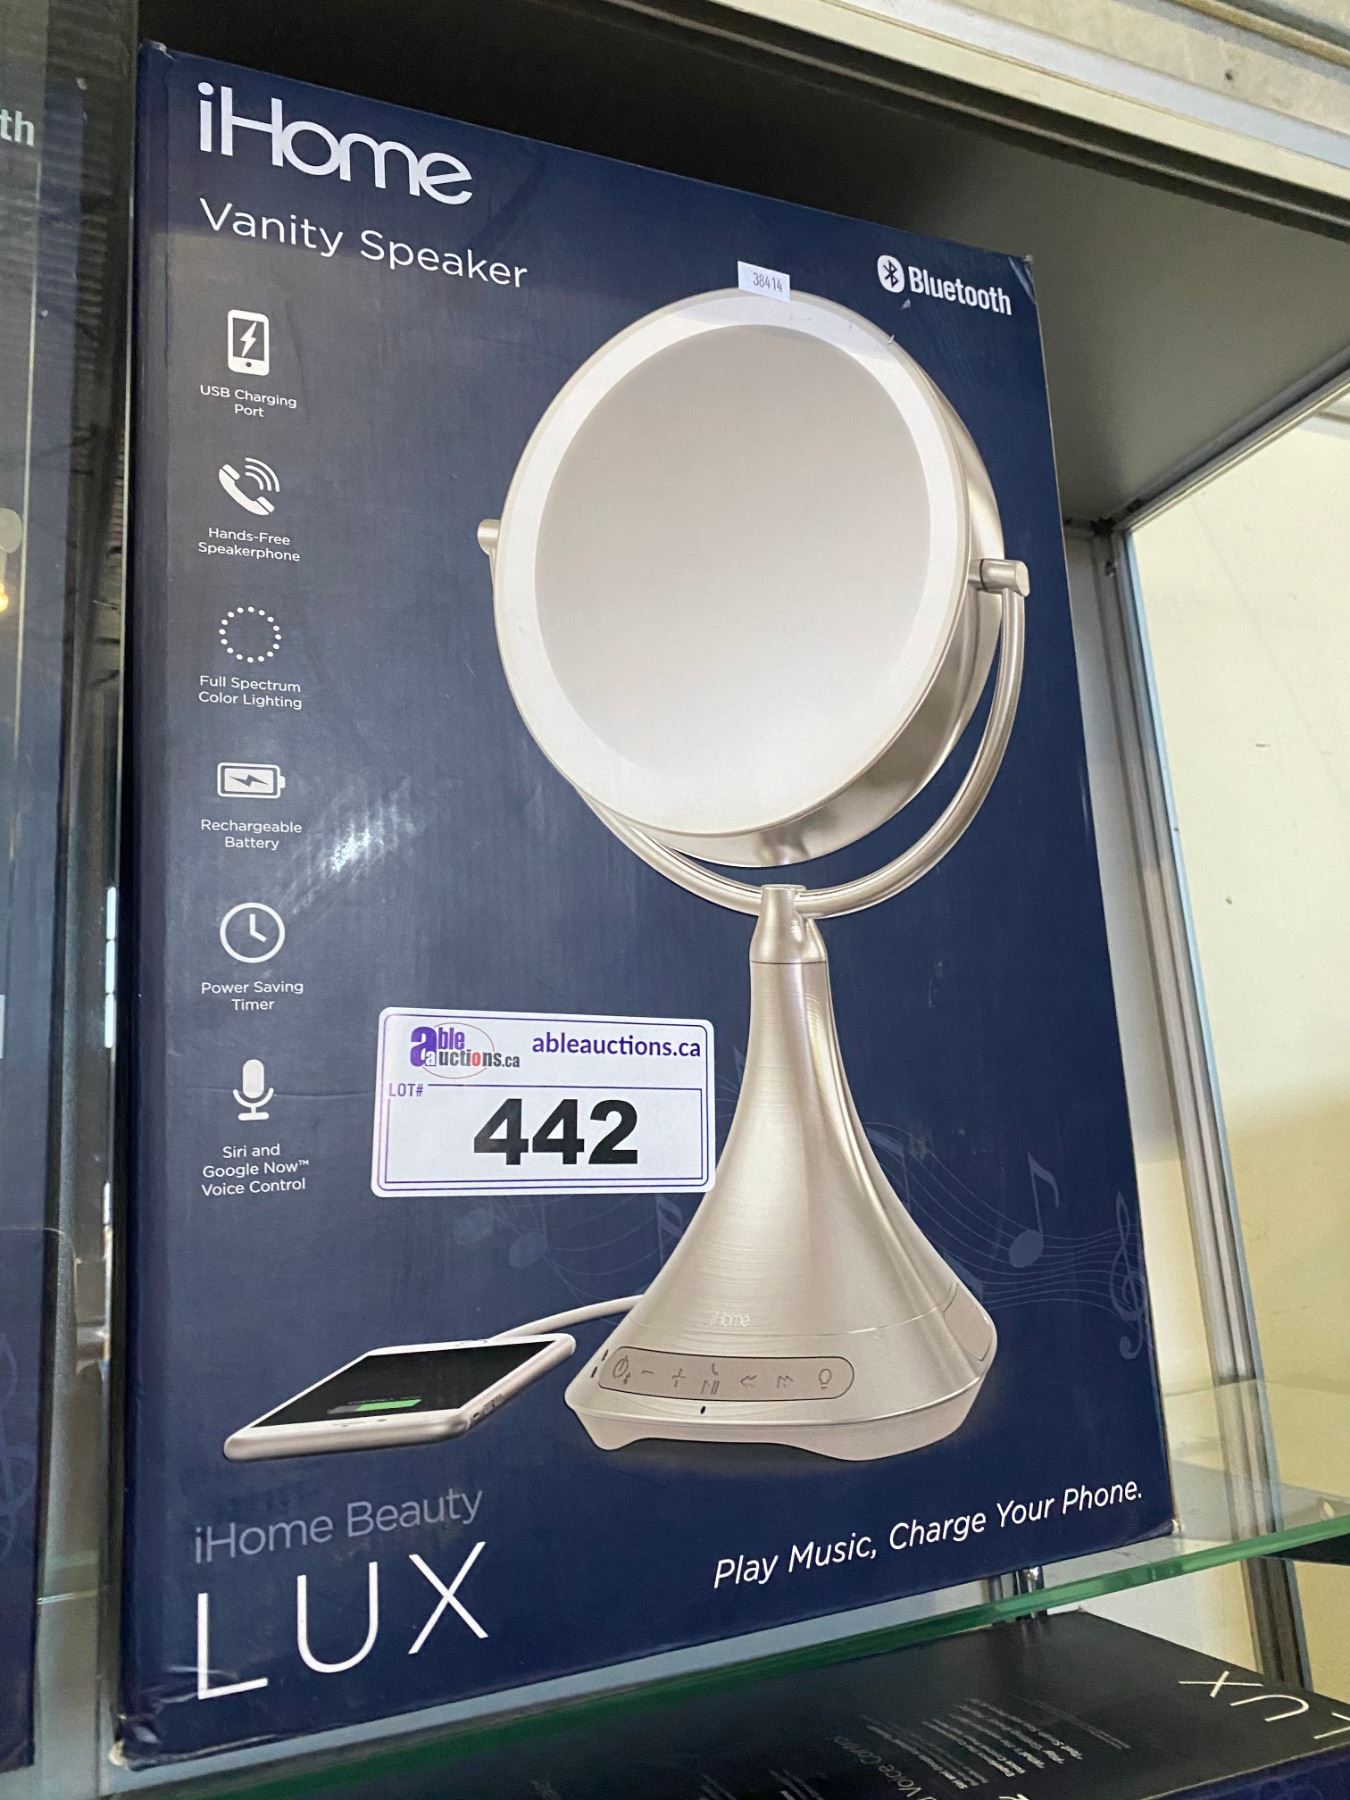 th
iHome
Vanity Speaker
38414
Bluetooth
USB Charging
Port
Hands-Free
Speakerphone
Full Spectrum
Color Lighting
Rechargeable
Battery
Power Saving
Timer
Siri and
Google Now™
Voice Control
able
auctions.ca
ableauctions.ca
LOT#
442
iHome
iHome Beauty
LUX
Play Music, Charge Your Phone.
LUX
Voice Control